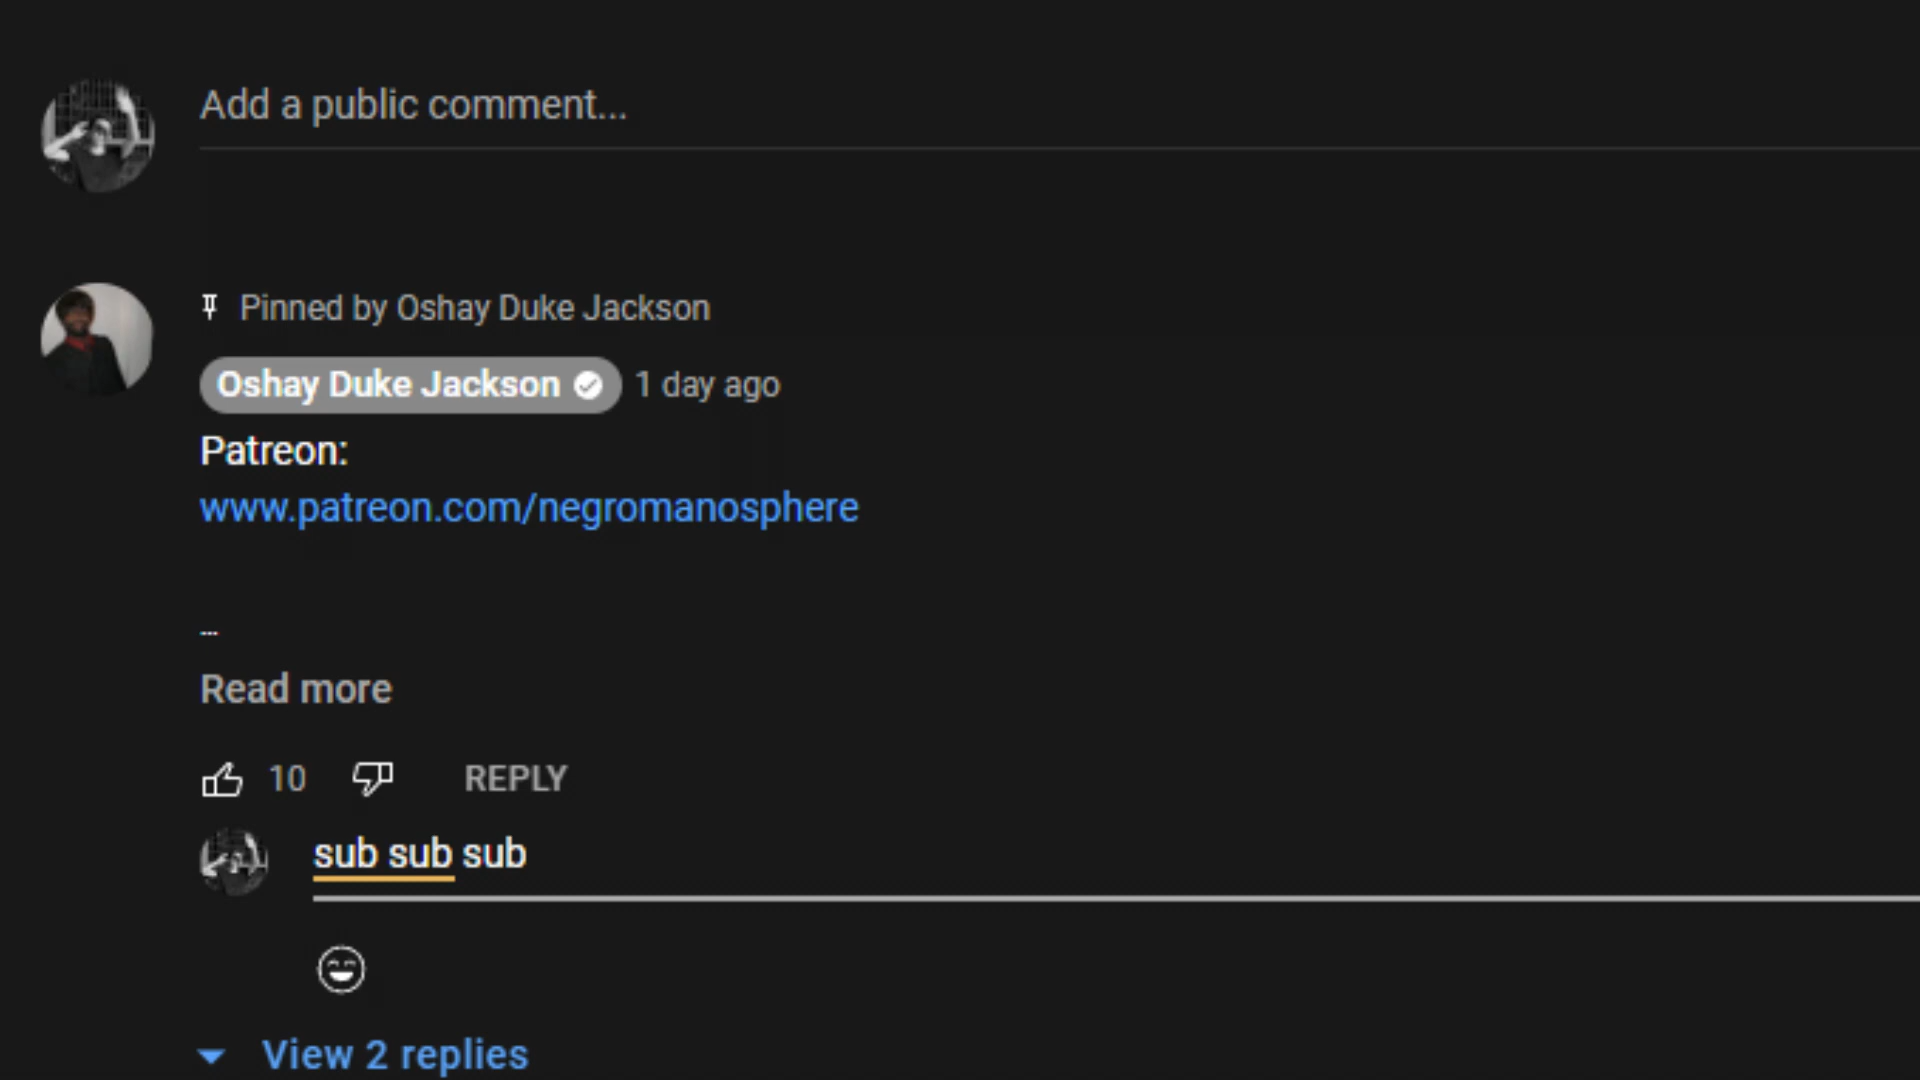 Add a public comment...
Pinned by Oshay Duke Jackson
Oshay Duke Jackson 1 day ago
Patreon:
www.patreon.com/negromanosphere
...
Read more
10 REPLY
sub sub sub
View 2 replies